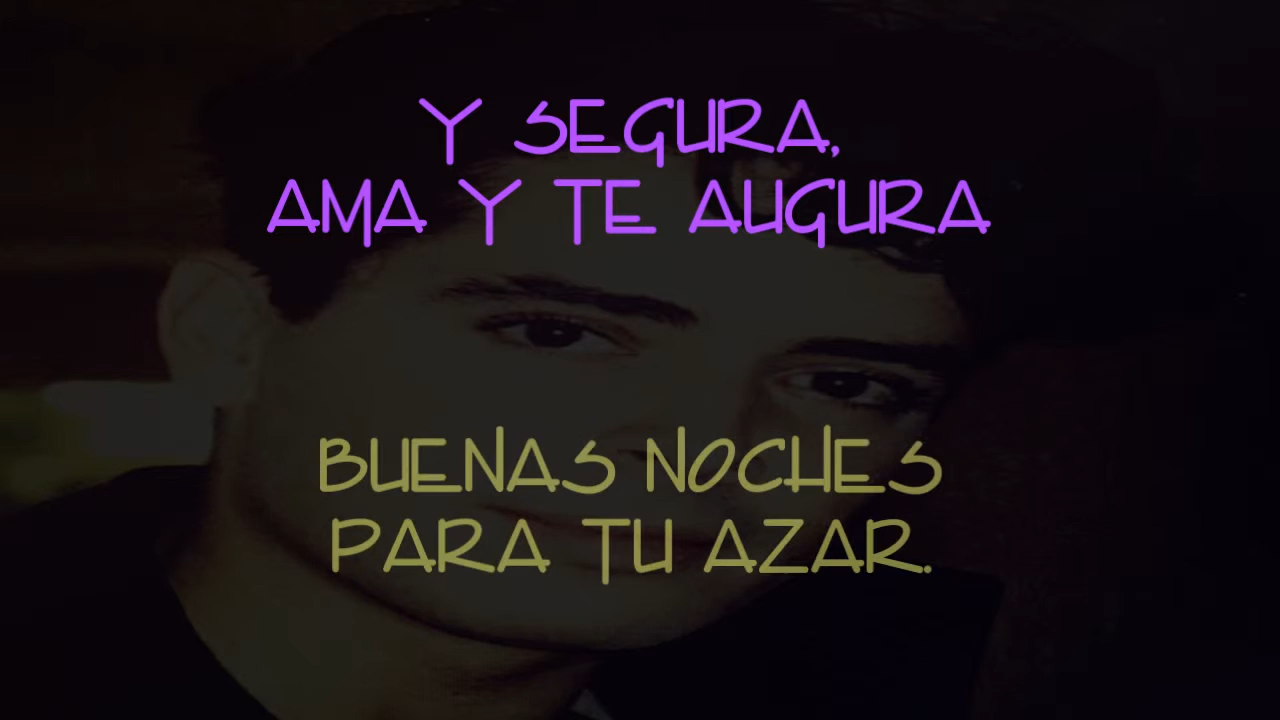 Y SEGURA,
AMA Y TE AUGURA
BUENAS NOCHES
PARA TU AZAR.